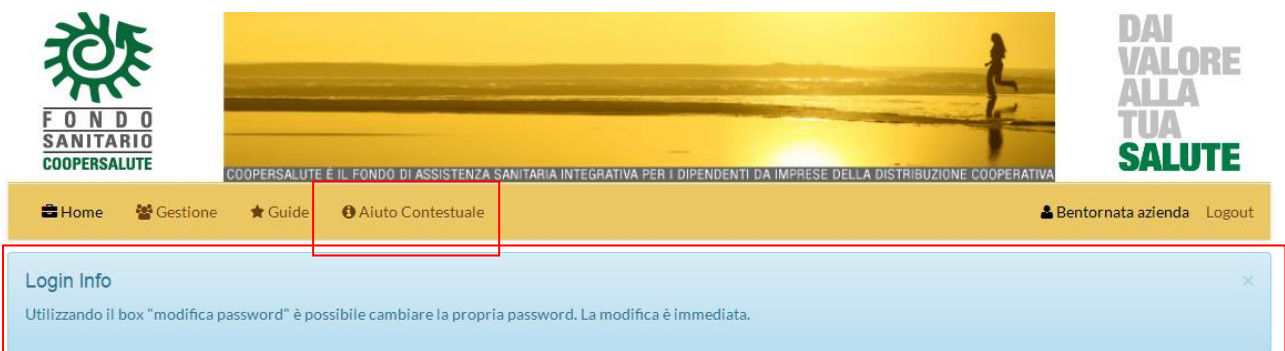 FONDO
SANITARIO
COOPERSALUTE
COOPERSALUTE È IL FONDO DI ASSISTENZA SANITARIA INTEGRATIVA PER I DIPENDENTI DA IMPRESE DELLA DISTRIBUZIONE COOPERATIVA
DAI
VALORE
ALLA
TUA
SALUTE
Home Gestione Guide Aiuto Contestuale Bentornata azienda Logout
Login Info ×
Utilizzando il box "modifica password" è possibile cambiare la propria password. La modifica è immediata.